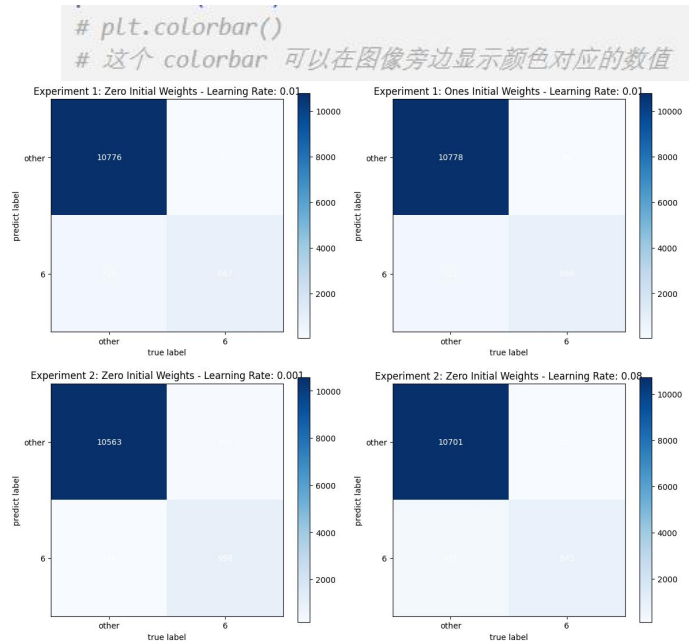 # plt.colorbar()
# 这个 colorbar 可以在图像旁边显示颜色对应的数值
Experiment 1: Zero Initial Weights - Learning Rate: 0.01
10000
8000
6000
4000
2000
other
6
predict label
10776
other
6
true label
Experiment 1: Ones Initial Weights - Learning Rate: 0.01
10000
8000
6000
4000
2000
other
6
predict label
10778
other
6
true label
Experiment 2: Zero Initial Weights - Learning Rate: 0.001
10000
8000
6000
4000
2000
other
6
predict label
10563
other
6
true label
Experiment 2: Zero Initial Weights - Learning Rate: 0.08
10000
8000
6000
4000
2000
other
6
predict label
10701
other
6
true label